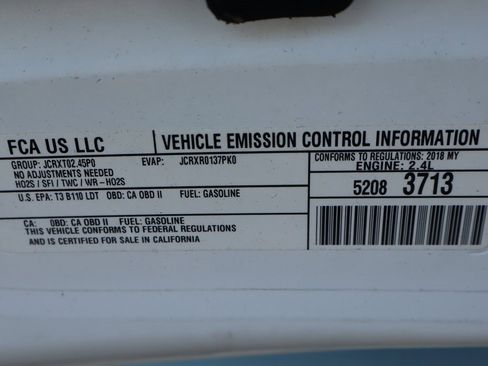 FCA US LLC
VEHICLE EMISSION CONTROL INFORMATION
GROUP: JCRXT02.45P0 EVAP: JCRXR0137PK0
NO ADJUSTMENTS NEEDED
HO2S / SFI / TWC / WR-HO2S
CONFORMS TO REGULATIONS: 2018 MY
ENGINE: 2.4L
U.S. EPA: T3 B110 LDT OBD: CA OBD II FUEL: GASOLINE
5208 3713
CA: OBD: CA OBD II FUEL: GASOLINE
THIS VEHICLE CONFORMS TO FEDERAL REGULATIONS
AND IS CERTIFIED FOR SALE IN CALIFORNIA